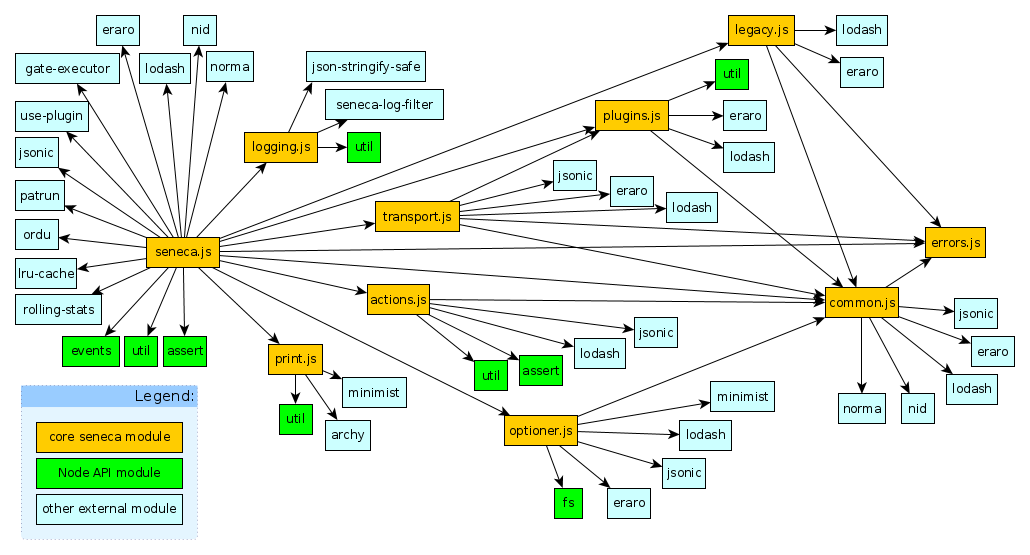 eraro
nid
legacy.js
lodash
gate-executor
lodash
norma
json-stringify-safe
util
eraro
use-plugin
seneca-log-filter
plugins.js
eraro
jsonic
logging.js
util
lodash
patrun
jsonic
eraro
lodash
transport.js
ordu
seneca.js
errors.js
lru-cache
rolling-stats
actions.js
common.js
jsonic
events
util
assert
print.js
jsonic
lodash
eraro
util
assert
minimist
lodash
minimist
norma
nid
util
archy
optioner.js
lodash
jsonic
fs
eraro
Legend:
core seneca module
Node API module
other external module